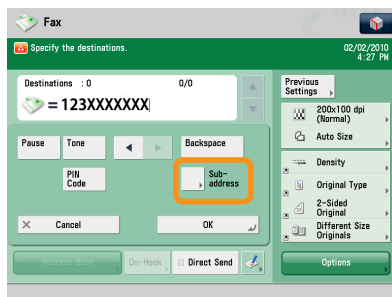 Fax
Specify the destinations.
02/02/2010
4:27 PM
Destinations : 0
0/0
=123XXXXXXX
Previous
Settings
200x100 dpi
(Normal)
Auto Size
Pause
Tone
Backspace
PIN
Code
Sub-
address
Density
Original Type
2-Sided
Original
Different Size
Originals
Cancel
OK
Address Book
On-Hook
Direct Send
Options